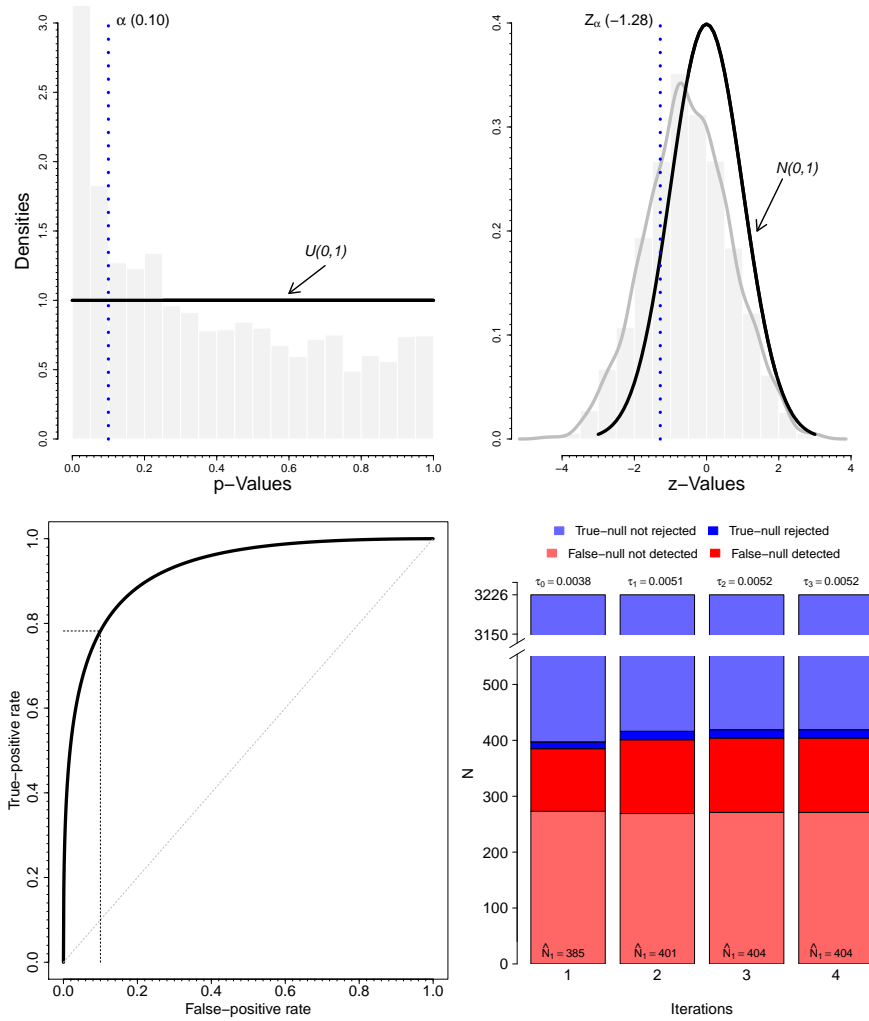 α (0.10)
U(0,1)
Densities
0.0 0.5 1.0 1.5 2.0 2.5 3.0
0.0 0.2 0.4 0.6 0.8 1.0
p−Values
Zα (−1.28)
N(0,1)
0.0 0.1 0.2 0.3 0.4
−4 −2 0 2 4
z−Values
True−positive rate
0.0 0.2 0.4 0.6 0.8 1.0
0.0 0.2 0.4 0.6 0.8 1.0
False−positive rate
True−null not rejected True−null rejected
False−null not detected False−null detected
τ0 = 0.0038 τ1 = 0.0051 τ2 = 0.0052 τ3 = 0.0052
3226
3150
500
400
300
200
100
0
N
N̂1 = 385 N̂1 = 401 N̂1 = 404 N̂1 = 404
1 2 3 4
Iterations